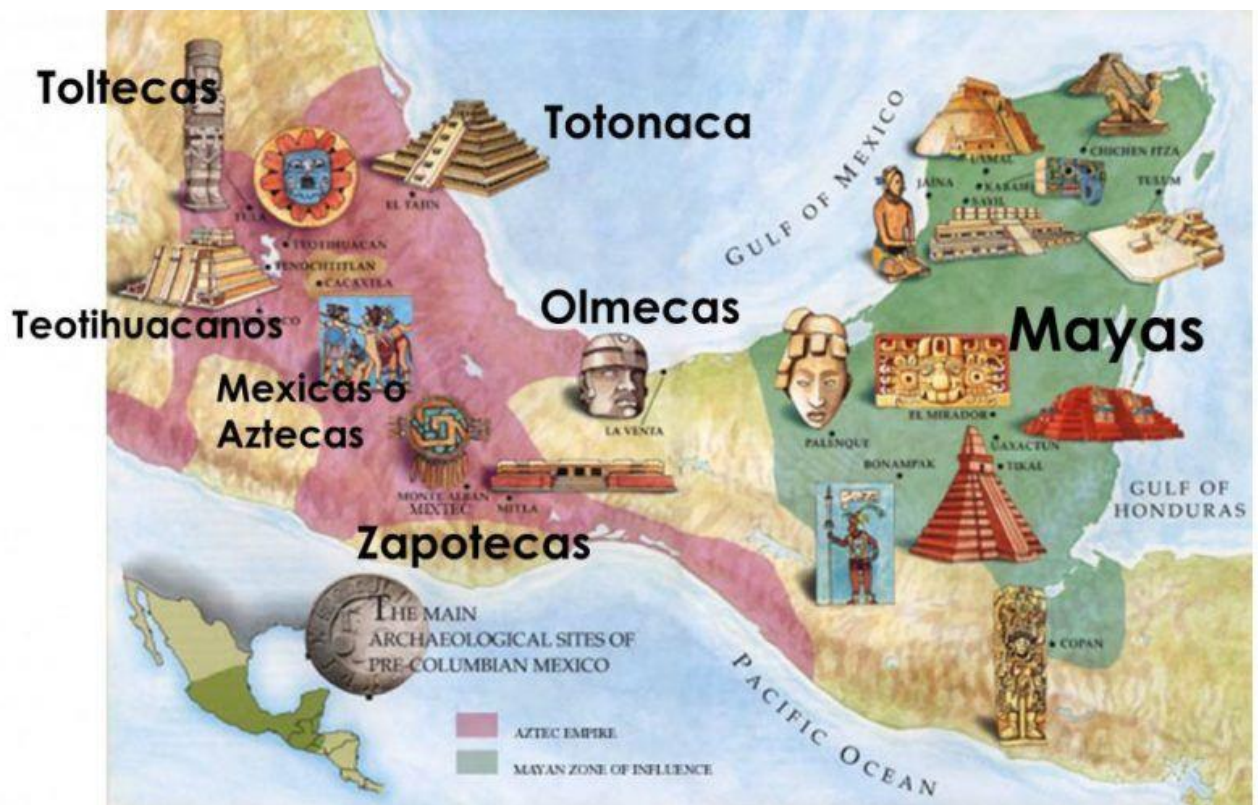 Toltecas
Totonaca
GULF OF MEXICO
UXMAL
CHICHEN ITZA
JAINA
KABAH
TULUM
SAYIL
EL TAJIN
TULA
TEOTIHUACAN
TENOCHTITLAN
CACAXTLA
Teotihuacanos
Olmecas
Mayas
Mexicas o
Aztecas
LA VENTA
EL MIRADOR
PALENQUE
UAXACTUN
BONAMPAK
TIKAL
GULF OF
HONDURAS
MONTE ALBAN
MIXTEC
MITLA
Zapotecas
THE MAIN
ARCHAEOLOGICAL SITES OF
PRE-COLUMBIAN MEXICO
COPAN
PACIFIC OCEAN
AZTEC EMPIRE
MAYAN ZONE OF INFLUENCE